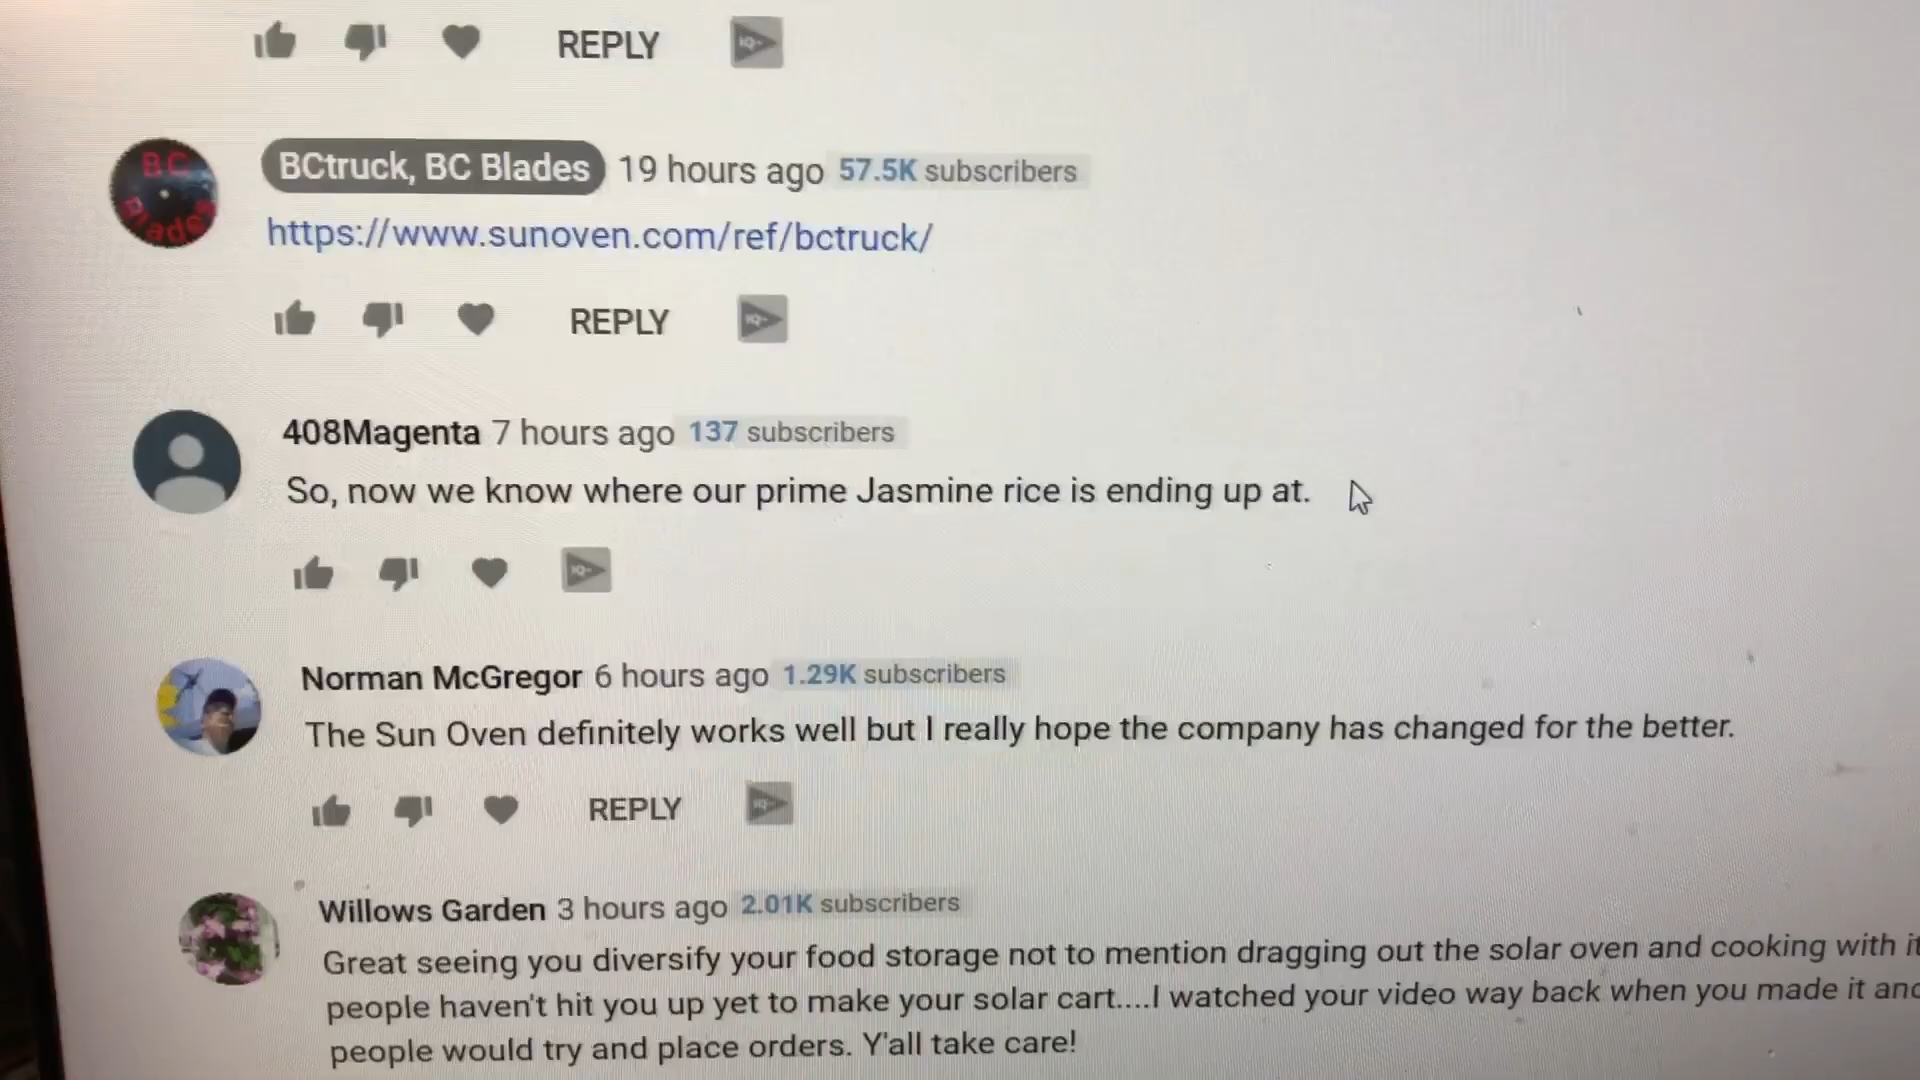 REPLY
BCtruck, BC Blades 19 hours ago 57.5K subscribers
https://www.sunoven.com/ref/bctruck/
REPLY
408Magenta 7 hours ago 137 subscribers
So, now we know where our prime Jasmine rice is ending up at.
Norman McGregor 6 hours ago 1.29K subscribers
The Sun Oven definitely works well but I really hope the company has changed for the better.
REPLY
Willows Garden 3 hours ago 2.01K subscribers
Great seeing you diversify your food storage not to mention dragging out the solar oven and cooking with it
people haven't hit you up yet to make your solar cart....I watched your video way back when you made it and
people would try and place orders. Y'all take care!
BC
Blades